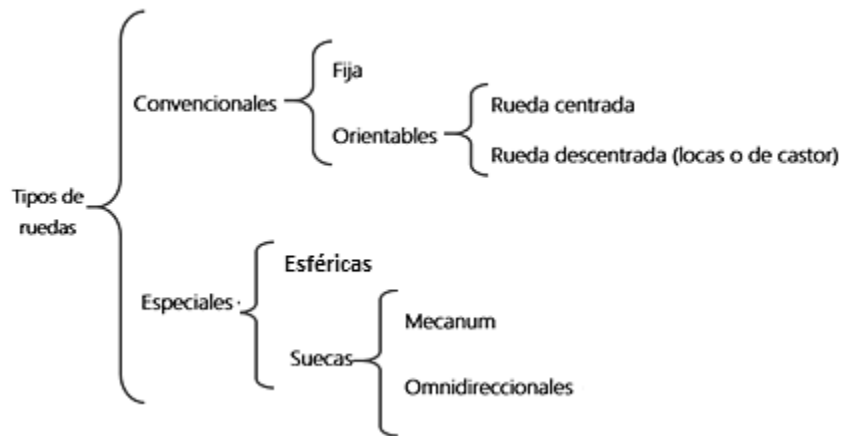 Tipos de
ruedas
Convencionales
Fija
Orientables
Rueda centrada
Rueda descentrada (locas o de castor)
Especiales
Esféricas
Suecas
Mecanum
Omnidireccionales